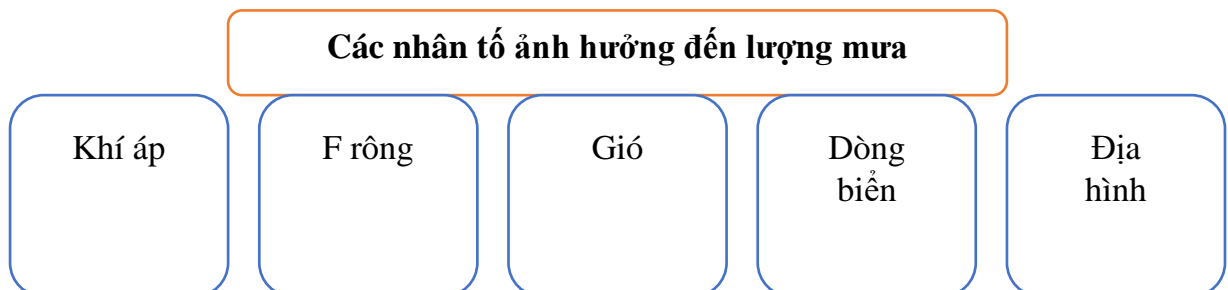 Các nhân tố ảnh hưởng đến lượng mưa
Khí áp
F rông
Gió
Dòng
biển
Địa
hình